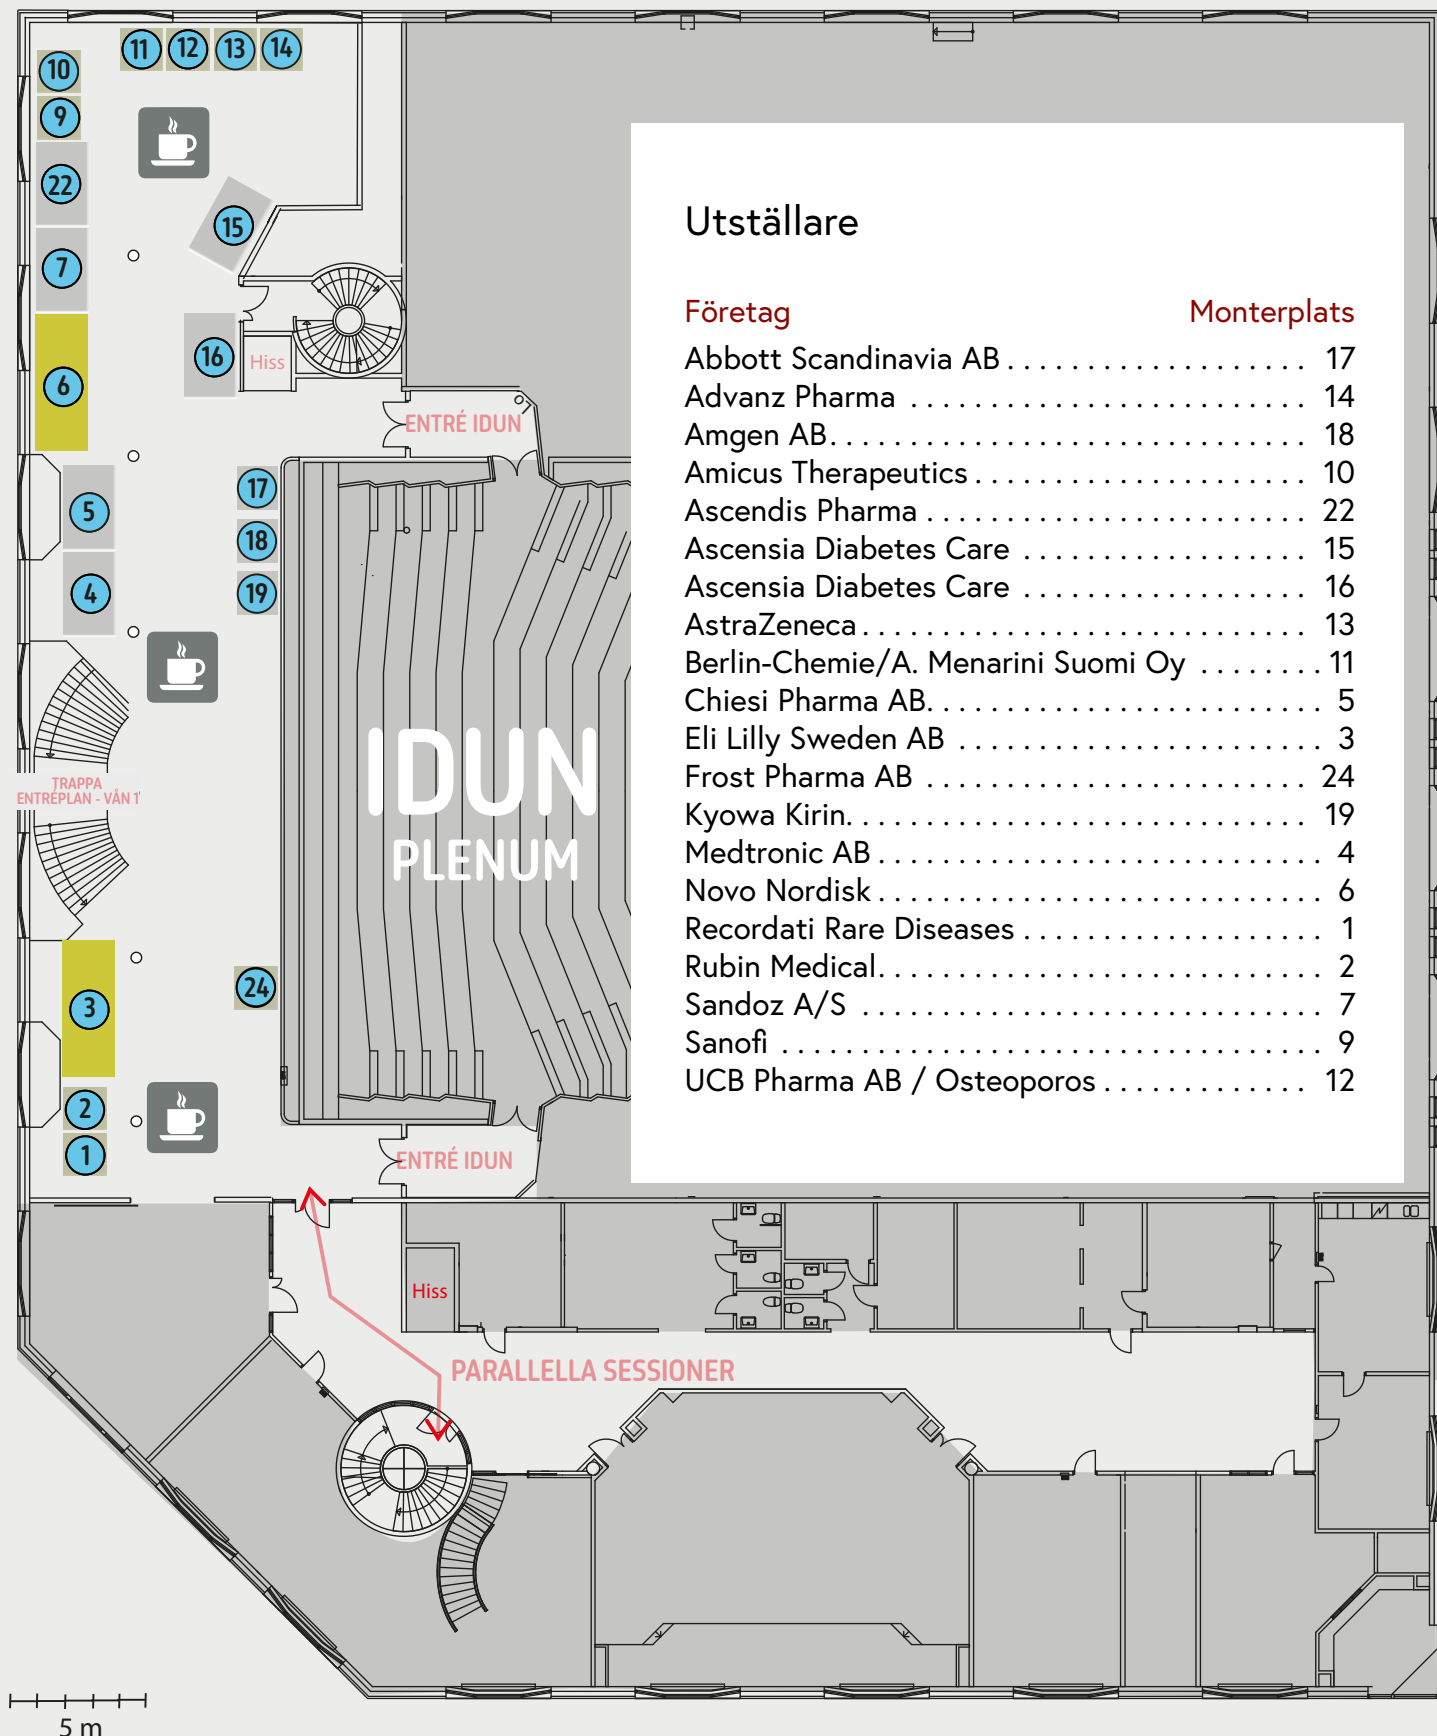 11 12 13 14
10
9
22
15
7
16 Hiss
6
ENTRÉ IDUN
17
5
18
4 19
TRAPPA
ENTRÉPLAN - VÅN 1
IDUN
PLENUM
24
3
2
1
ENTRÉ IDUN
Utställare
Företag Monterplats
Abbott Scandinavia AB . . . . . . . . . . . . . . . . . . . 17
Advanz Pharma . . . . . . . . . . . . . . . . . . . . . . . . . 14
Amgen AB. . . . . . . . . . . . . . . . . . . . . . . . . . . . . . 18
Amicus Therapeutics . . . . . . . . . . . . . . . . . . . . . 10
Ascendis Pharma . . . . . . . . . . . . . . . . . . . . . . . . 22
Ascensia Diabetes Care . . . . . . . . . . . . . . . . . . 15
Ascensia Diabetes Care . . . . . . . . . . . . . . . . . . 16
AstraZeneca . . . . . . . . . . . . . . . . . . . . . . . . . . . . 13
Berlin-Chemie/A. Menarini Suomi Oy . . . . . . . . 11
Chiesi Pharma AB. . . . . . . . . . . . . . . . . . . . . . . . . 5
Eli Lilly Sweden AB . . . . . . . . . . . . . . . . . . . . . . . 3
Frost Pharma AB . . . . . . . . . . . . . . . . . . . . . . . . 24
Kyowa Kirin. . . . . . . . . . . . . . . . . . . . . . . . . . . . . 19
Medtronic AB . . . . . . . . . . . . . . . . . . . . . . . . . . . . 4
Novo Nordisk . . . . . . . . . . . . . . . . . . . . . . . . . . . . 6
Recordati Rare Diseases . . . . . . . . . . . . . . . . . . . 1
Rubin Medical. . . . . . . . . . . . . . . . . . . . . . . . . . . . 2
Sandoz A/S . . . . . . . . . . . . . . . . . . . . . . . . . . . . . 7
Sanofi . . . . . . . . . . . . . . . . . . . . . . . . . . . . . . . . . . 9
UCB Pharma AB / Osteoporos . . . . . . . . . . . . . 12
Hiss
PARALLELLA SESSIONER
5 m